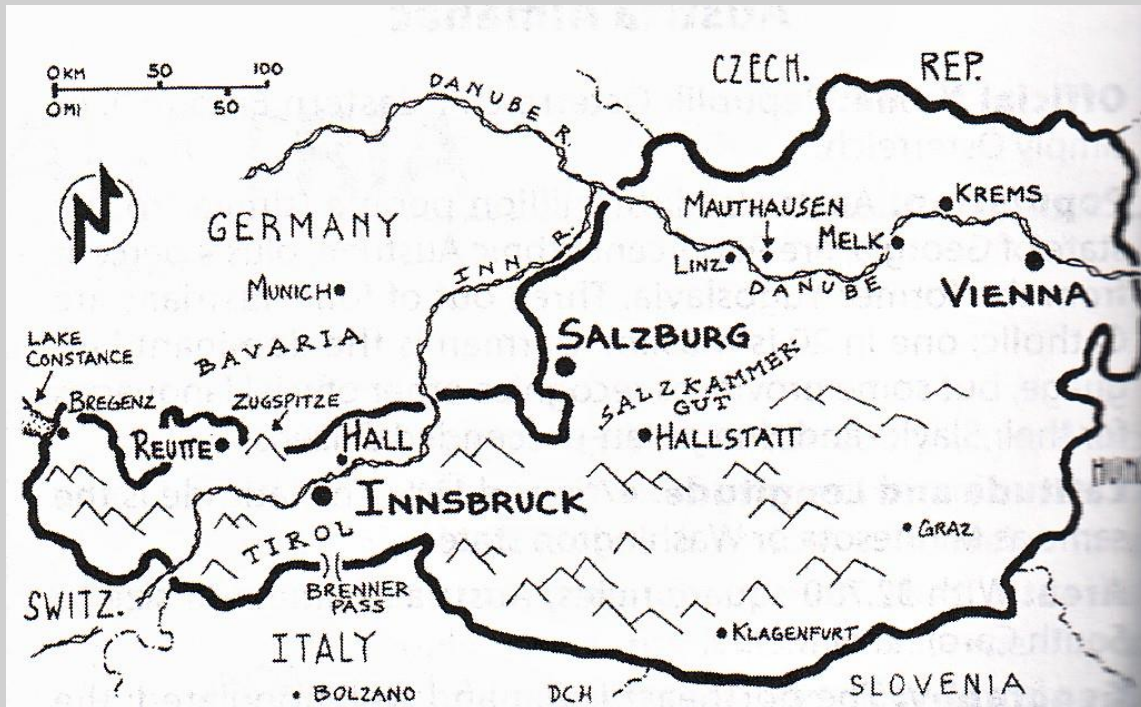 0 KM 50 100
0 MI 50
N
CZECH. REP.
DANUBE R.
GERMANY
INN R.
MUNICH
BAVARIA
MAUTHAUSEN
KREMS
MELK
LINZ
DANUBE
VIENNA
LAKE
CONSTANCE
BREGENZ
ZUGSPITZE
REUTTE
HALL
SALZBURG
SALZKAMMER-
GUT
HALLSTATT
INNSBRUCK
TIROL
GRAZ
BRENNER
PASS
SWITZ.
ITALY
BOLZANO
KLAGENFURT
DCH
SLOVENIA